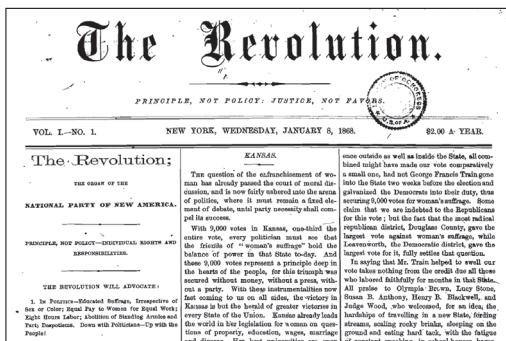 The Revolution.
PRINCIPLE, NOT POLICY: JUSTICE, NOT FAVORS.
VOL. I.—NO. 1.
NEW YORK, WEDNESDAY, JANUARY 8, 1868.
$2.00 A YEAR.
The Revolution;
THE ORGAN OF THE
NATIONAL PARTY OF NEW AMERICA.
PRINCIPLE, NOT POLICY—INDIVIDUAL RIGHTS AND
RESPONSIBILITIES.
THE REVOLUTION WILL ADVOCATE:
1. IN POLITICS—Educated Suffrage, Irrespective of
Sex or Color; Equal Pay to Women for Equal Work;
Eight Hours Labor; Abolition of Standing Armies and
Party Despotisms. Down with Politicians—Up with the
People!
KANSAS.
THE question of the enfranchisement of wo-
man has already passed the court of moral dis-
cussion, and is now fairly ushered into the arena
of politics, where it must remain a fixed ele-
ment of debate, until party necessity shall com-
pel its success.
With 9,000 votes in Kansas, one-third the
entire vote, every politician must see that
the friends of "woman's suffrage" hold the
balance of power in that State to-day. And
these 9,000 votes represent a principle deep in
the hearts of the people, for this triumph was
secured without money, without a press, with-
out a party. With these instrumentalities now
fast coming to us on all sides, the victory in
Kansas is but the herald of greater victories in
every State of the Union. Kansas already leads
the world in her legislation for woman on ques-
tions of property, education, wages, marriage
ence outside as well as inside the State, all com-
bined might have made our vote comparatively
a small one, had not George Francis Train gone
into the State two weeks before the election and
galvanized the Democrats into their duty, thus
securing 9,000 votes for woman's suffrage. Some
claim that we are indebted to the Republicans
for this vote; but the fact that the most radical
republican district, Douglass County, gave the
largest vote against woman's suffrage, while
Leavenworth, the Democratic district, gave the
largest vote for it, fully settles that question.
In saying that Mr. Train helped to swell our
vote takes nothing from the credit due all those
who labored faithfully for months in that State.
All praise to Olympia Brown, Lucy Stone,
Susan B. Anthony, Henry B. Blackwell, and
Judge Wood, who welcomed, for an idea, the
hardships of travelling in a new State, fording
streams, scaling rocky brinks, sleeping on the
ground and eating hard tack, with the fatigue